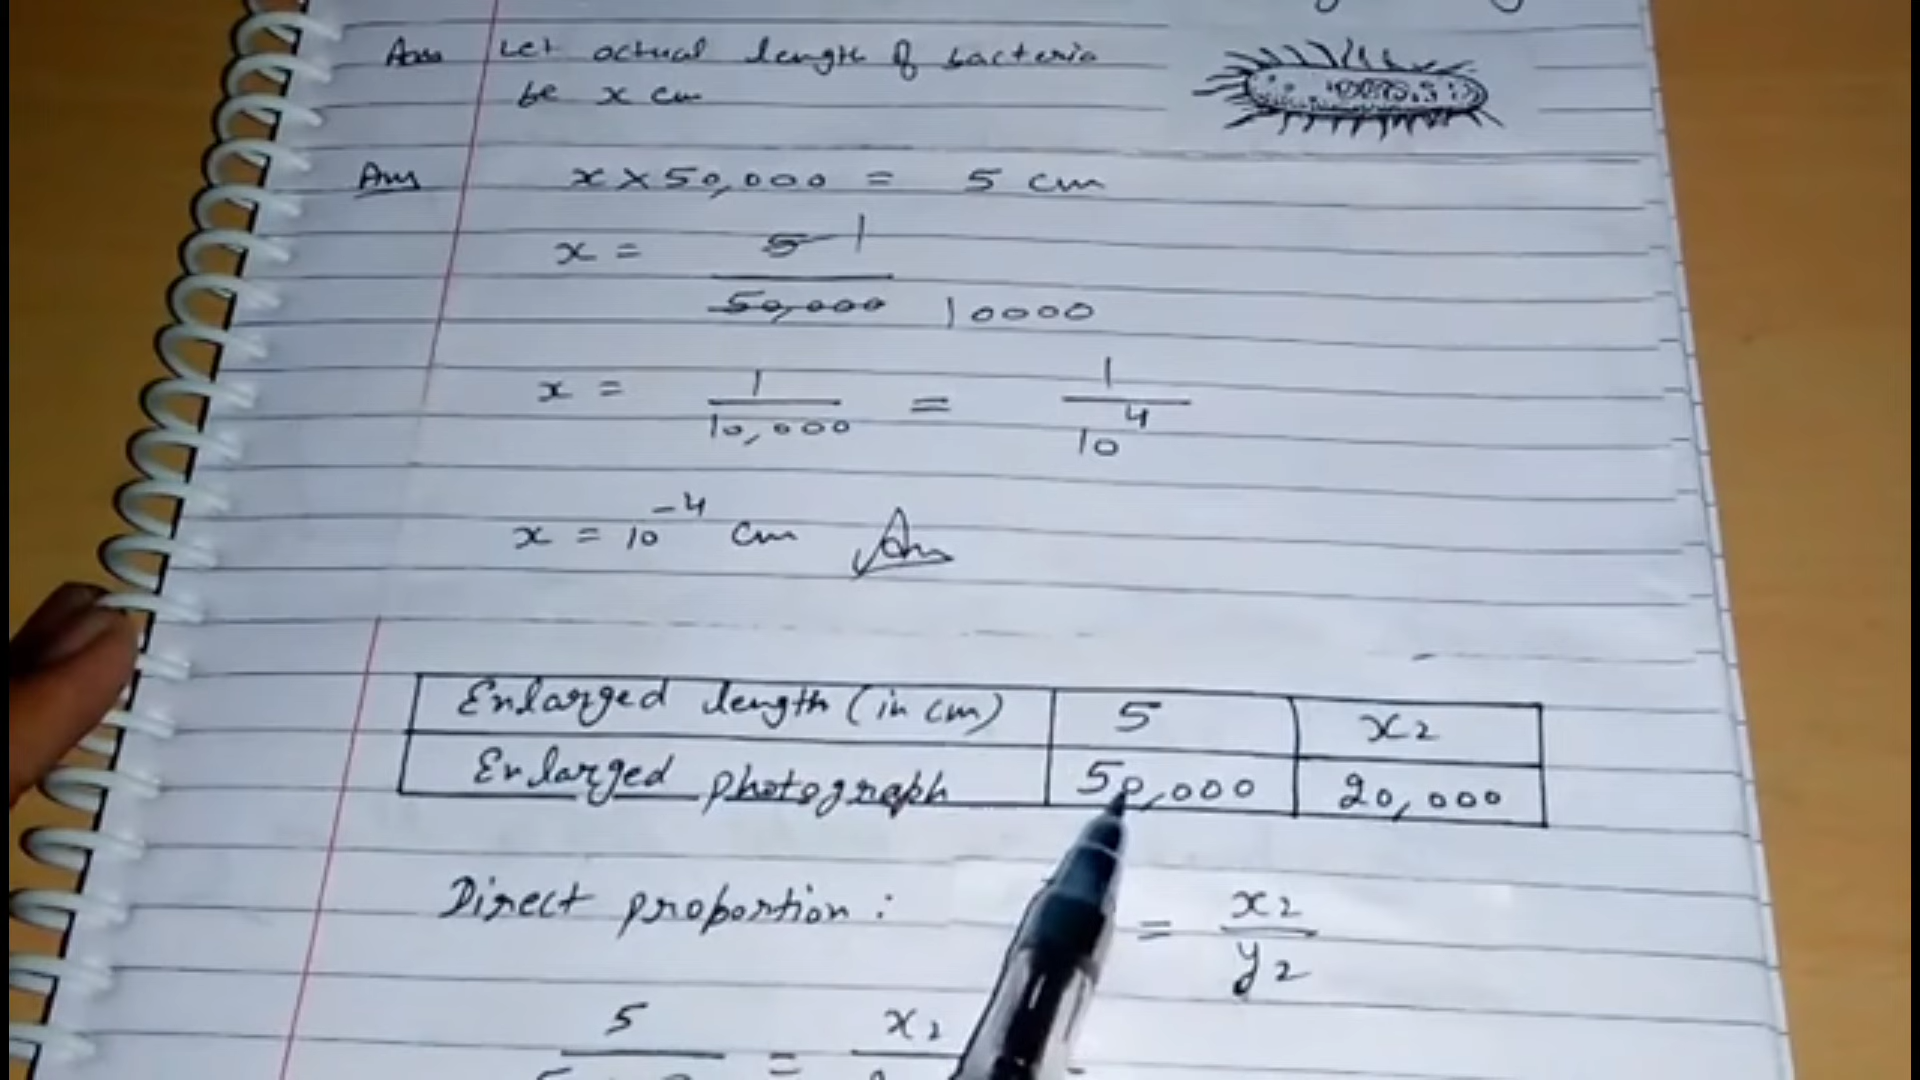 Ans Let actual length of bacteria
be x cm
Ans x × 50,000 = 5 cm
x = 5 1
50,000 10000
x = 1/10,000 = 1/10⁴
x = 10⁻⁴ cm Ans
Enlarged length (in cm) 5 x₂
Enlarged photograph 50,000 20,000
Direct proportion: = x₂/y₂
5 = x₂